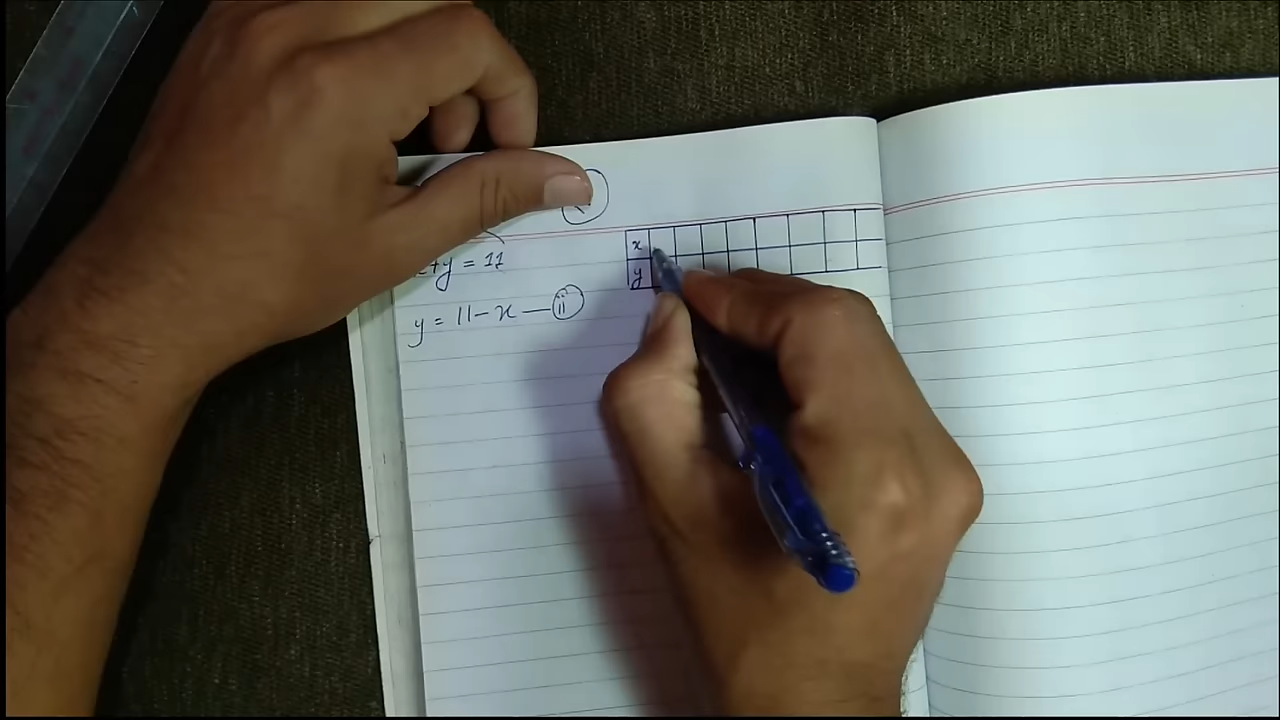 +y = 11
y = 11 - x — (ii)
x
y